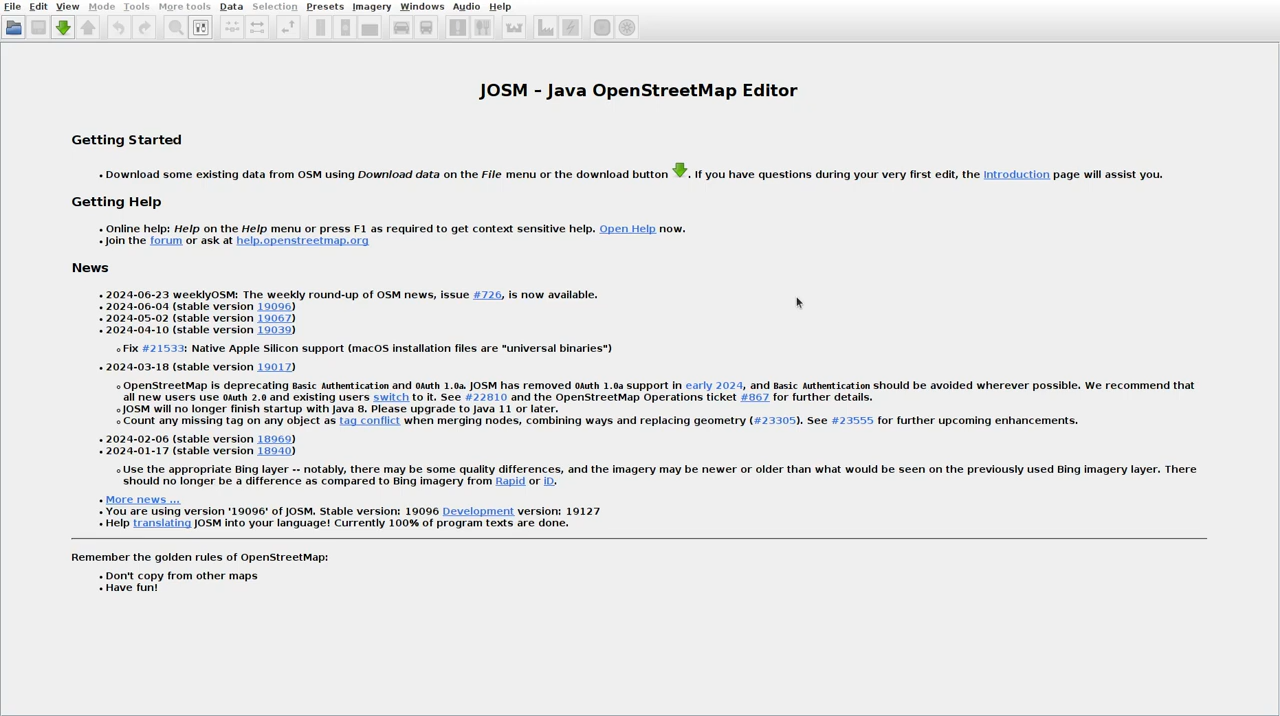 File Edit View Mode Tools More tools Data Selection Presets Imagery Windows Audio Help
JOSM – Java OpenStreetMap Editor
Getting Started
• Download some existing data from OSM using Download data on the File menu or the download button . If you have questions during your very first edit, the Introduction page will assist you.
Getting Help
• Online help: Help on the Help menu or press F1 as required to get context sensitive help. Open Help now.
• Join the forum or ask at help.openstreetmap.org
News
• 2024-06-23 weeklyOSM: The weekly round-up of OSM news, issue #726, is now available.
• 2024-06-04 (stable version 19096)
• 2024-05-02 (stable version 19067)
• 2024-04-10 (stable version 19039)
◦ Fix #21533: Native Apple Silicon support (macOS installation files are "universal binaries")
• 2024-03-18 (stable version 19017)
◦ OpenStreetMap is deprecating Basic Authentication and OAuth 1.0a. JOSM has removed OAuth 1.0a support in early 2024, and Basic Authentication should be avoided wherever possible. We recommend that
all new users use OAuth 2.0 and existing users switch to it. See #22810 and the OpenStreetMap Operations ticket #867 for further details.
◦ JOSM will no longer finish startup with Java 8. Please upgrade to Java 11 or later.
◦ Count any missing tag on any object as tag conflict when merging nodes, combining ways and replacing geometry (#23305). See #23555 for further upcoming enhancements.
• 2024-02-06 (stable version 18969)
• 2024-01-17 (stable version 18940)
◦ Use the appropriate Bing layer -- notably, there may be some quality differences, and the imagery may be newer or older than what would be seen on the previously used Bing imagery layer. There
should no longer be a difference as compared to Bing imagery from Rapid or iD.
• More news ...
• You are using version '19096' of JOSM. Stable version: 19096 Development version: 19127
• Help translating JOSM into your language! Currently 100% of program texts are done.
Remember the golden rules of OpenStreetMap:
• Don't copy from other maps
• Have fun!